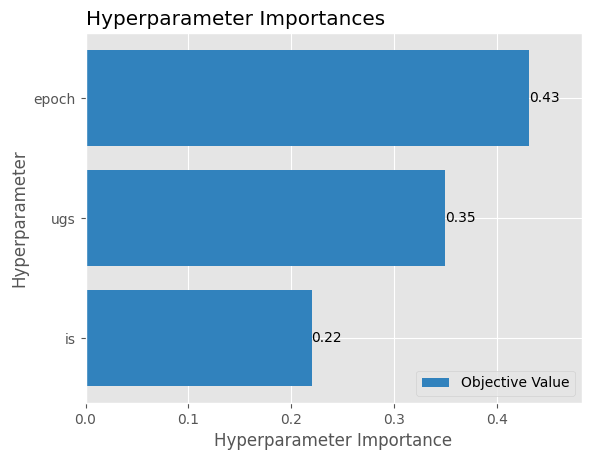 Hyperparameter Importances
Hyperparameter
epoch
0.43
ugs
0.35
is
0.22
Objective Value
0.0
0.1
0.2
0.3
0.4
Hyperparameter Importance